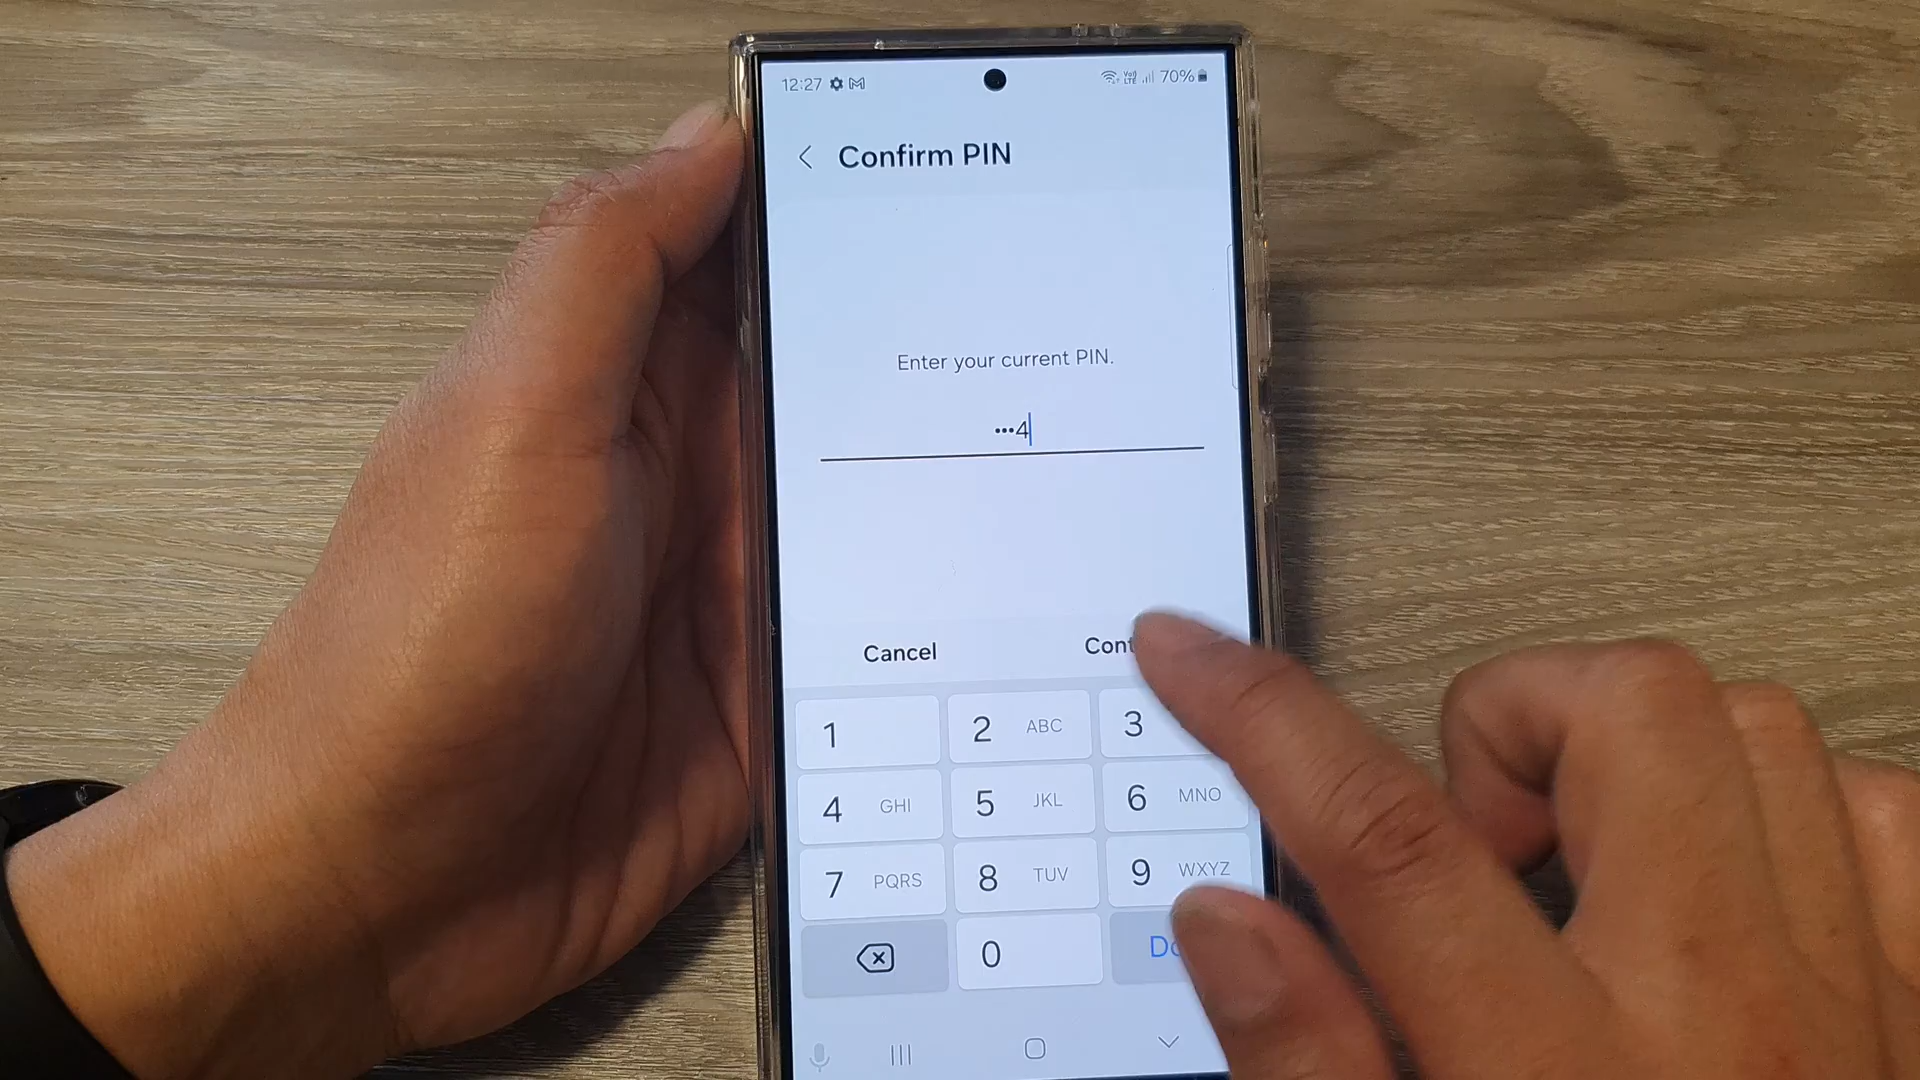 12:27 70%
Confirm PIN
Enter your current PIN.
•••4
Cancel Cont
1 2 ABC 3
4 GHI 5 JKL 6 MNO
7 PQRS 8 TUV 9 WXYZ
0 Do